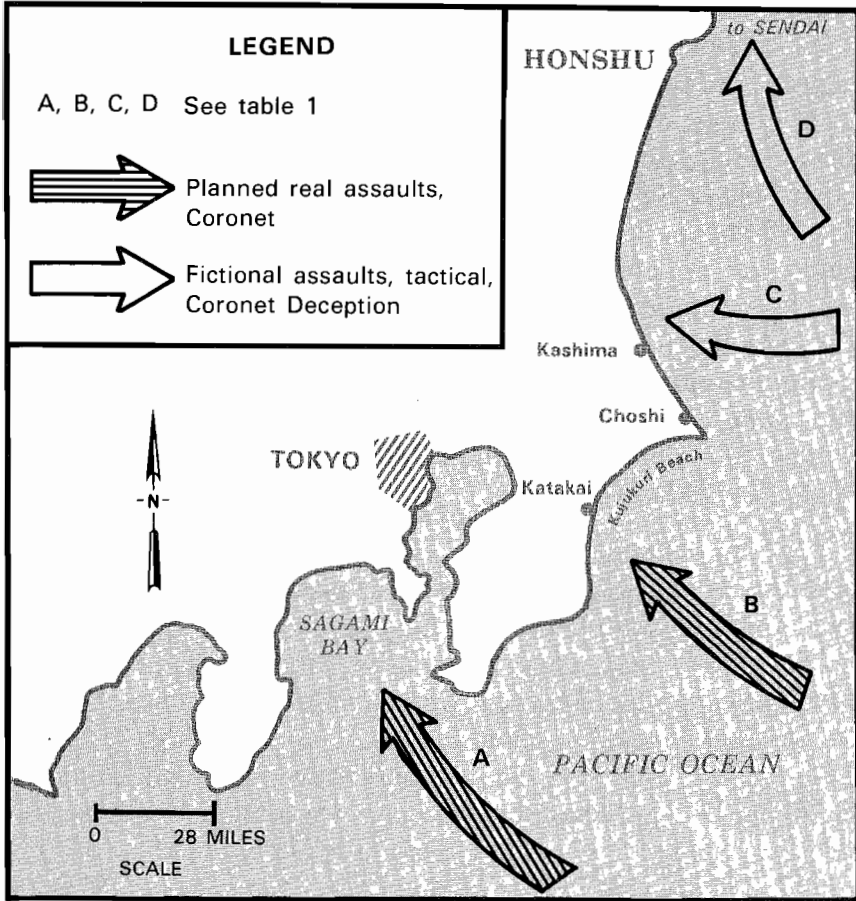 LEGEND
A, B, C, D See table 1
Planned real assaults,
Coronet
Fictional assaults, tactical,
Coronet Deception
to SENDAI
HONSHU
D
C
Kashima
Choshi
TOKYO
Katakai
Kujukuri Beach
-N-
B
SAGAMI
BAY
A
PACIFIC OCEAN
0 28 MILES
SCALE